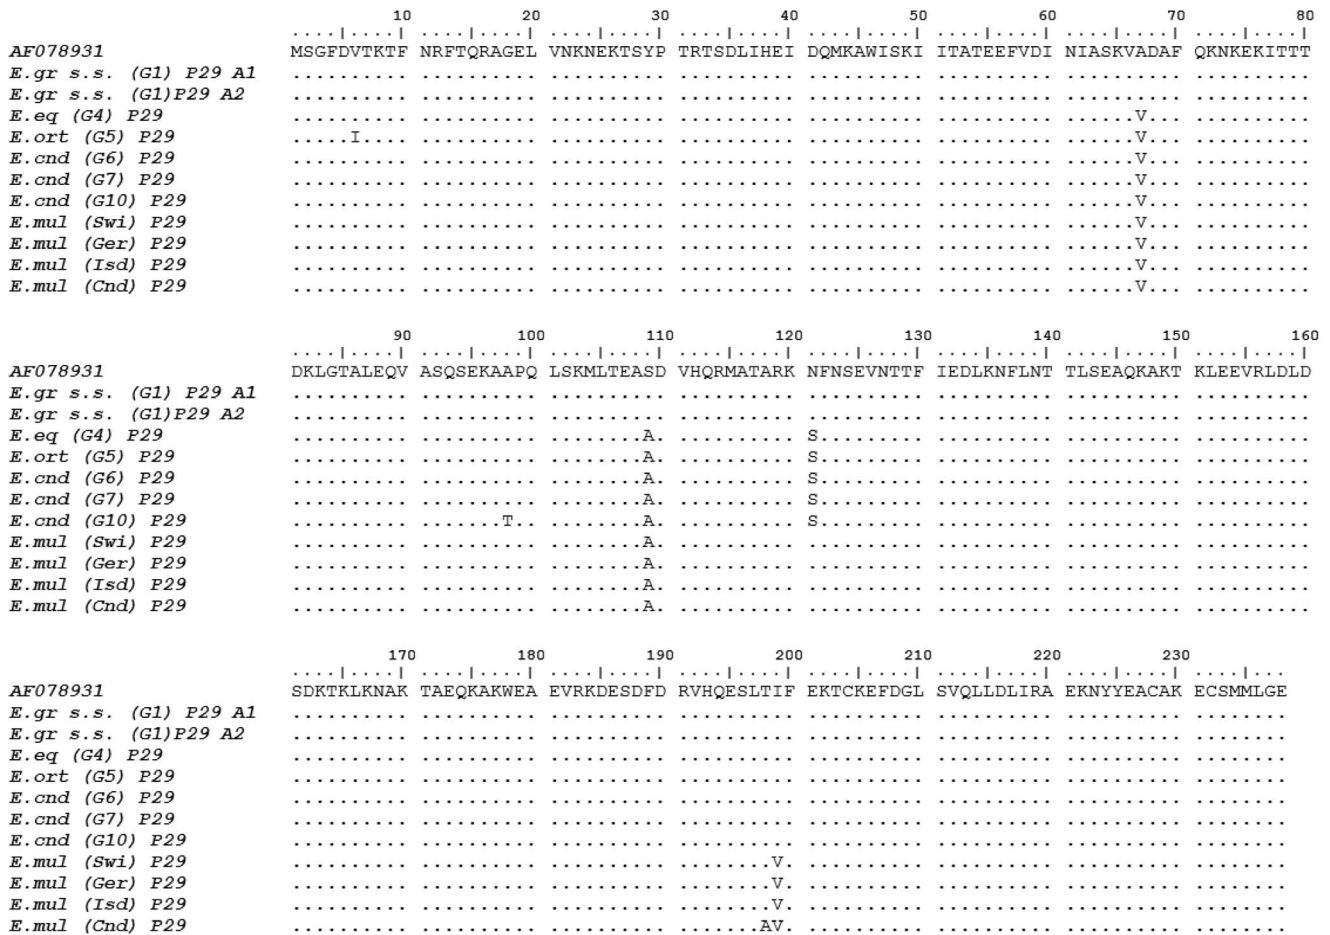 10 20 30 40 50 60 70 80
....|....| ....|....| ....|....| ....|....| ....|....| ....|....| ....|....| ....|....|
AF078931 MSGFDVTKTF NRFTQRAGEL VNKNEKTSYP TRTSDLIHEI DQMKAWISKI ITATEEFVDI NIASKVADAF QKNKEKITTT
E.gr s.s. (G1) P29 A1 .......... .......... .......... .......... .......... .......... .......... ..........
E.gr s.s. (G1)P29 A2 .......... .......... .......... .......... .......... .......... .......... ..........
E.eq (G4) P29 .......... .......... .......... .......... .......... .......... ......V... ..........
E.ort (G5) P29 .....I.... .......... .......... .......... .......... .......... ......V... ..........
E.cnd (G6) P29 .......... .......... .......... .......... .......... .......... ......V... ..........
E.cnd (G7) P29 .......... .......... .......... .......... .......... .......... ......V... ..........
E.cnd (G10) P29 .......... .......... .......... .......... .......... .......... ......V... ..........
E.mul (Swi) P29 .......... .......... .......... .......... .......... .......... ......V... ..........
E.mul (Ger) P29 .......... .......... .......... .......... .......... .......... ......V... ..........
E.mul (Isd) P29 .......... .......... .......... .......... .......... .......... ......V... ..........
E.mul (Cnd) P29 .......... .......... .......... .......... .......... .......... ......V... ..........
90 100 110 120 130 140 150 160
....|....| ....|....| ....|....| ....|....| ....|....| ....|....| ....|....| ....|....|
AF078931 DKLGTALEQV ASQSEKAAPQ LSKMLTEASD VHQRMATARK NFNSEVNTTF IEDLKNFLNT TLSEAQKAKT KLEEVRLDLD
E.gr s.s. (G1) P29 A1 .......... .......... .......... .......... .......... .......... .......... ..........
E.gr s.s. (G1)P29 A2 .......... .......... .......... .......... .......... .......... .......... ..........
E.eq (G4) P29 .......... .......... ........A. .......... S......... .......... .......... ..........
E.ort (G5) P29 .......... .......... ........A. .......... S......... .......... .......... ..........
E.cnd (G6) P29 .......... .......... ........A. .......... S......... .......... .......... ..........
E.cnd (G7) P29 .......... .......... ........A. .......... S......... .......... .......... ..........
E.cnd (G10) P29 .......... .......T.. ........A. .......... S......... .......... .......... ..........
E.mul (Swi) P29 .......... .......... ........A. .......... .......... .......... .......... ..........
E.mul (Ger) P29 .......... .......... ........A. .......... .......... .......... .......... ..........
E.mul (Isd) P29 .......... .......... ........A. .......... .......... .......... .......... ..........
E.mul (Cnd) P29 .......... .......... ........A. .......... .......... .......... .......... ..........
170 180 190 200 210 220 230
....|....| ....|....| ....|....| ....|....| ....|....| ....|....| ....|....| ....|...
AF078931 SDKTKLKNAK TAEQKAKWEA EVRKDESDFD RVHQESLTIF EKTCKEFDGL SVQLLDLIRA EKNYYEACAK ECSMMLGE
E.gr s.s. (G1) P29 A1 .......... .......... .......... .......... .......... .......... .......... ........
E.gr s.s. (G1)P29 A2 .......... .......... .......... .......... .......... .......... .......... ........
E.eq (G4) P29 .......... .......... .......... .......... .......... .......... .......... ........
E.ort (G5) P29 .......... .......... .......... .......... .......... .......... .......... ........
E.cnd (G6) P29 .......... .......... .......... .......... .......... .......... .......... ........
E.cnd (G7) P29 .......... .......... .......... .......... .......... .......... .......... ........
E.cnd (G10) P29 .......... .......... .......... .......... .......... .......... .......... ........
E.mul (Swi) P29 .......... .......... .......... ........V. .......... .......... .......... ........
E.mul (Ger) P29 .......... .......... .......... ........V. .......... .......... .......... ........
E.mul (Isd) P29 .......... .......... .......... ........V. .......... .......... .......... ........
E.mul (Cnd) P29 .......... .......... .......... .......AV. .......... .......... .......... ........